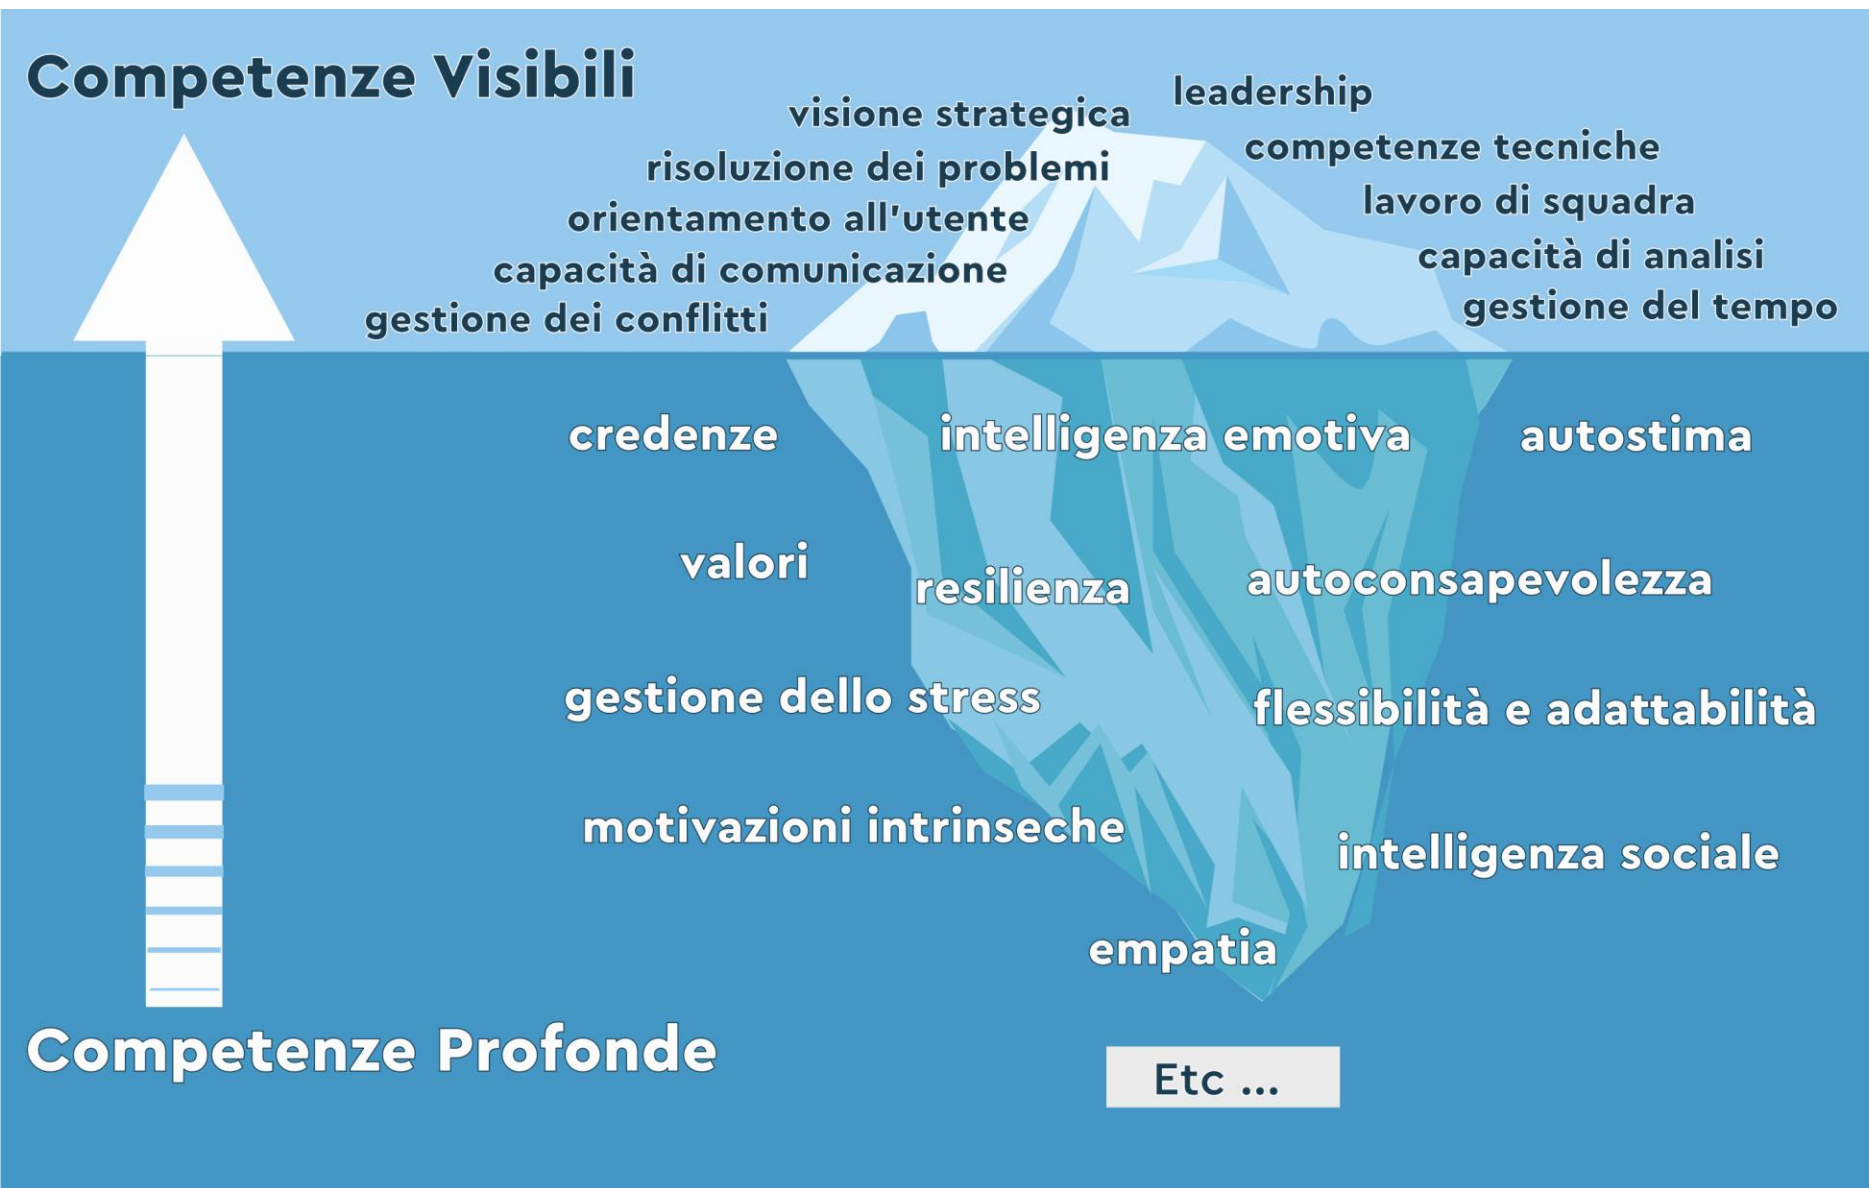 Competenze Visibili
leadership
visione strategica
competenze tecniche
risoluzione dei problemi
lavoro di squadra
orientamento all'utente
capacità di analisi
capacità di comunicazione
gestione del tempo
gestione dei conflitti
credenze
intelligenza emotiva
autostima
valori
resilienza
autoconsapevolezza
gestione dello stress
flessibilità e adattabilità
motivazioni intrinseche
intelligenza sociale
empatia
Competenze Profonde
Etc ...